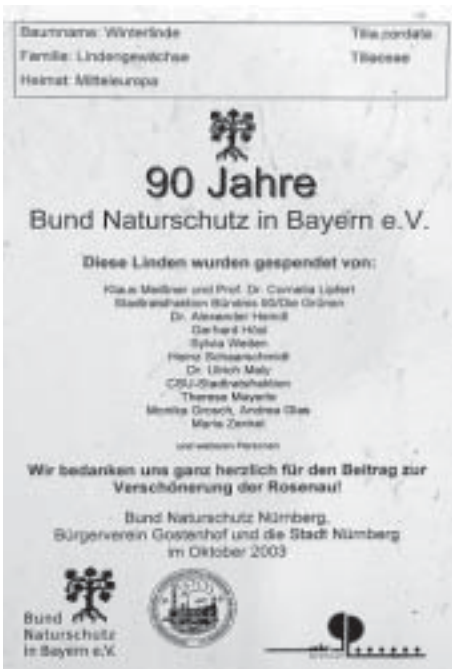 Baumname: Winterlinde Tilia cordata
Familie: Lindengewächse Tiliaceae
Heimat: Mitteleuropa
90 Jahre
Bund Naturschutz in Bayern e.V.
Diese Linden wurden gespendet von:
Klaus Meißner und Prof. Dr. Cornelia Lipfert
Stadtratsfraktion Bündnis 90/Die Grünen
Dr. Alexander
Gerhard
Sylvia Weiden
Heinz Schaarschmidt
Dr. Ulrich Maly
CSU-Stadtratsfraktion
Therese Mayerle
Monika Grosch, Andrea Glas
Maria Zenkel
und weiteren Personen
Wir bedanken uns ganz herzlich für den Beitrag zur
Verschönerung der Rosenau!
Bund Naturschutz Nürnberg,
Bürgerverein Gostenhof und die Stadt Nürnberg
im Oktober 2003
Bund
Naturschutz
in Bayern e.V.